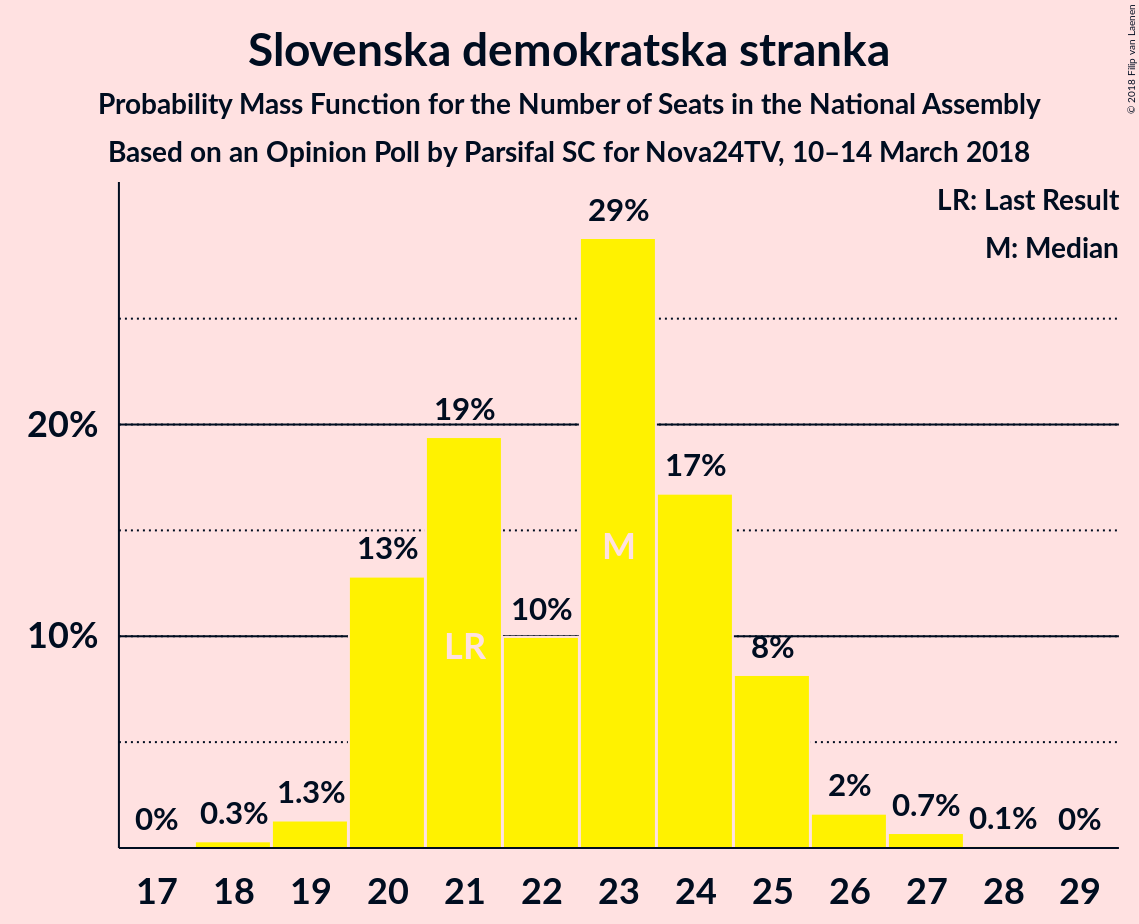 Slovenska demokratska stranka
Probability Mass Function for the Number of Seats in the National Assembly
Based on an Opinion Poll by Parsifal SC for Nova24TV, 10–14 March 2018
© 2018 Filip van Laenen
LR: Last Result
M: Median
20%
10%
0%
0.3%
1.3%
13%
19%
10%
29%
17%
8%
2%
0.7%
0.1%
0%
LR
M
17 18 19 20 21 22 23 24 25 26 27 28 29